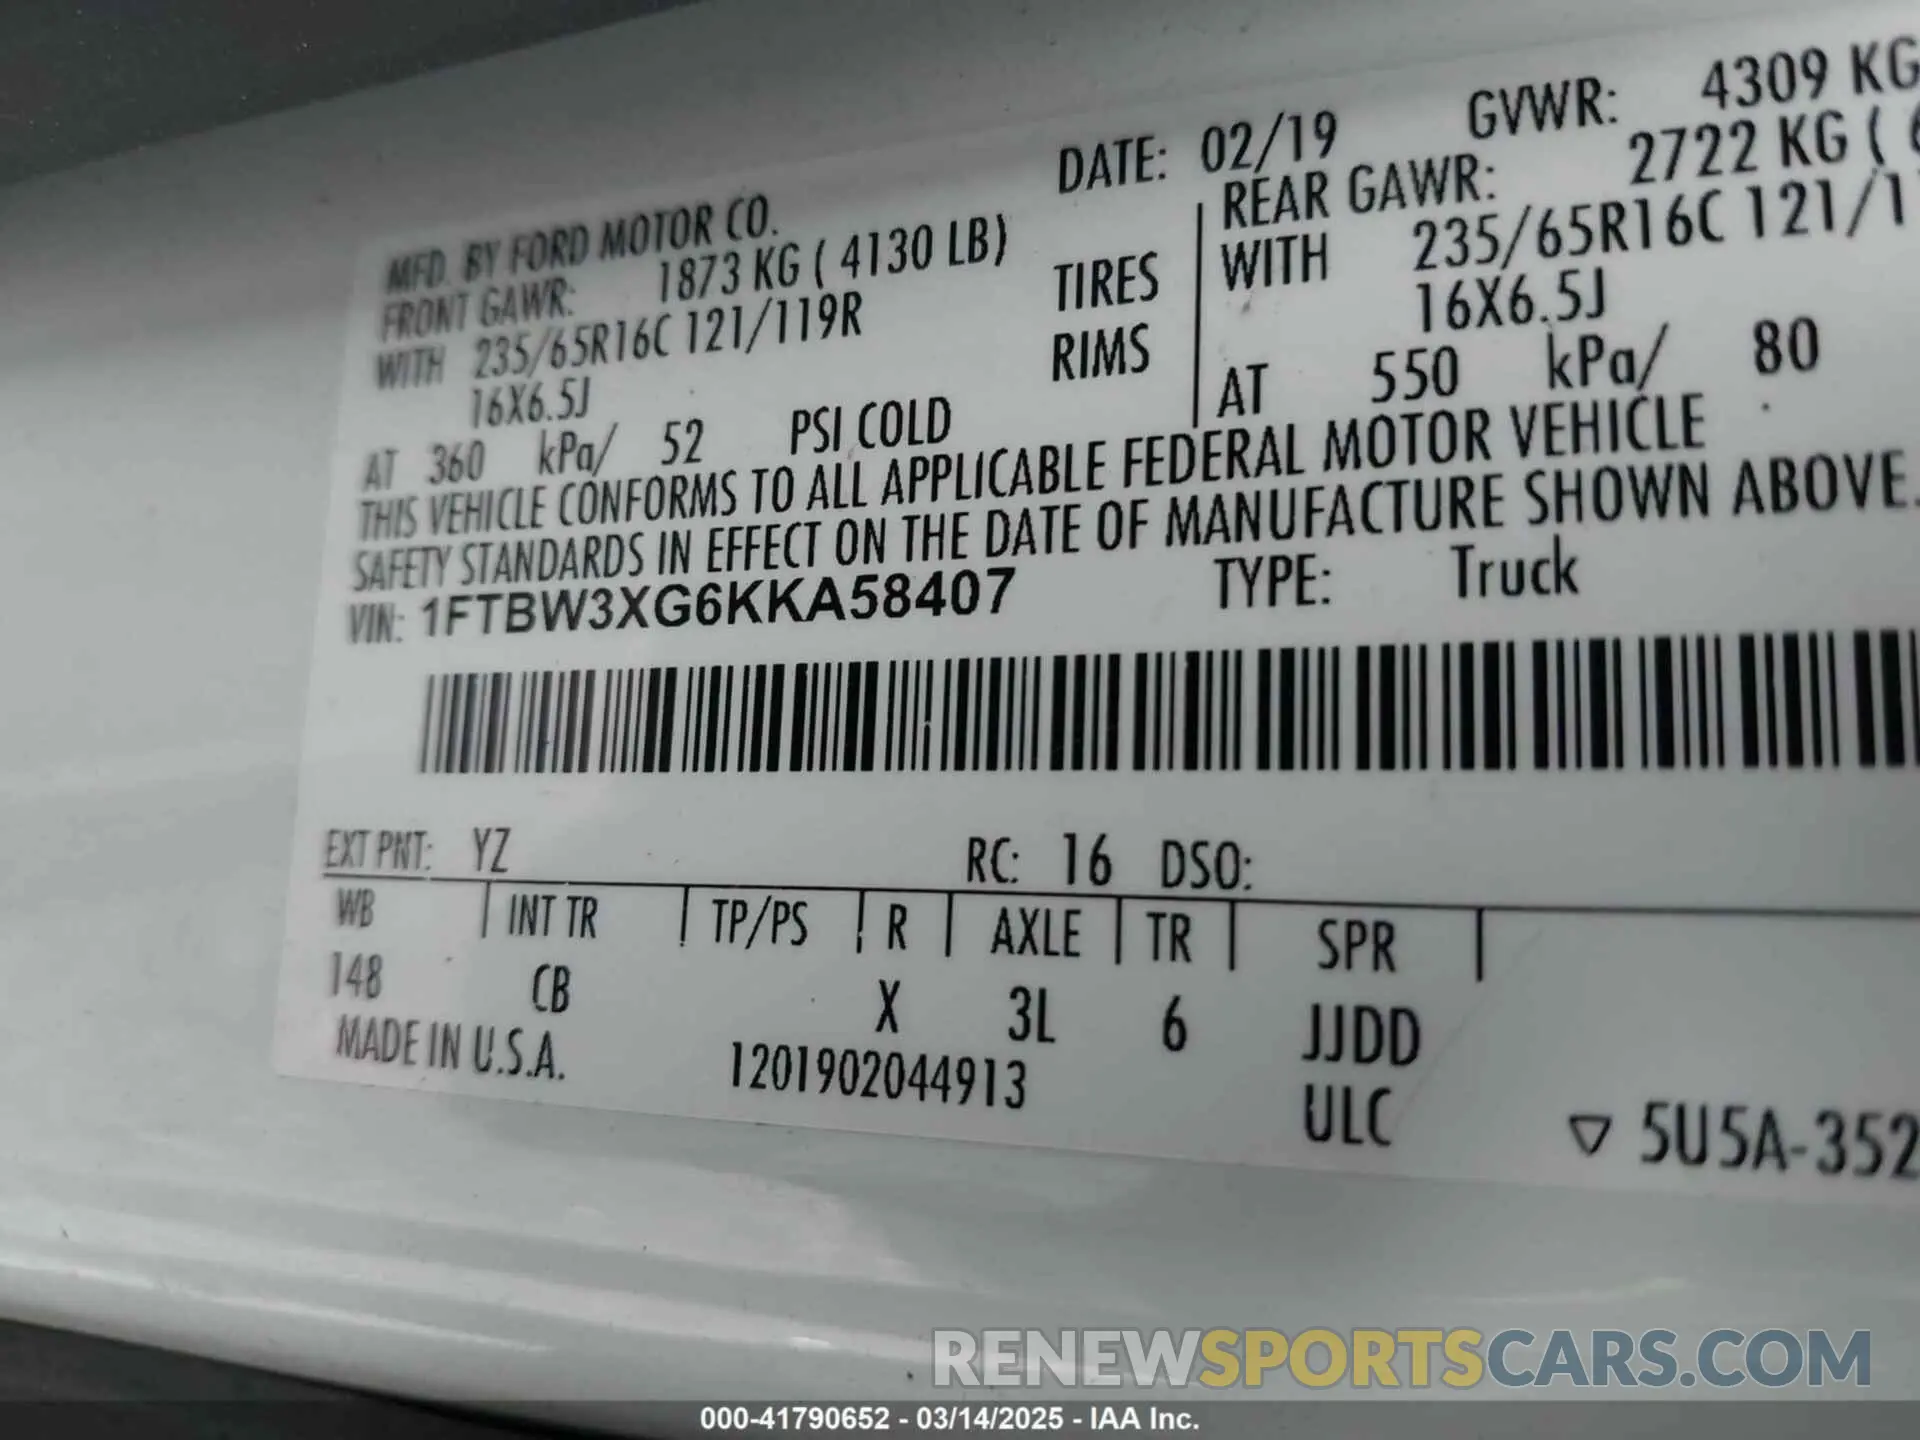 DATE: 02/19 GVWR: 4309 KG
MFD. BY FORD MOTOR CO.
FRONT GAWR: 1873 KG ( 4130 LB) REAR GAWR: 2722 KG (
WITH 235/65R16C 121/119R TIRES WITH 235/65R16C 121/1
16X6.5J RIMS 16X6.5J
AT 360 kPa/ 52 PSI COLD AT 550 kPa/ 80
THIS VEHICLE CONFORMS TO ALL APPLICABLE FEDERAL MOTOR VEHICLE
SAFETY STANDARDS IN EFFECT ON THE DATE OF MANUFACTURE SHOWN ABOVE.
VIN: 1FTBW3XG6KKA58407 TYPE: Truck
EXT PNT: YZ RC: 16 DSO:
WB INT TR TP/PS R AXLE TR SPR
148 CB X 3L 6 JJDD
MADE IN U.S.A. 1201902044913 ULC
▽ 5U5A-352
RENEWSPORTSCARS.COM
000-41790652 - 03/14/2025 - IAA Inc.